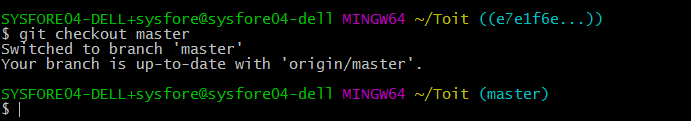 SYSFORE04-DELL+sysfore@sysfore04-dell MINGW64 ~/Toit ((e7e1f6e...))
$ git checkout master
Switched to branch 'master'
Your branch is up-to-date with 'origin/master'.
SYSFORE04-DELL+sysfore@sysfore04-dell MINGW64 ~/Toit (master)
$